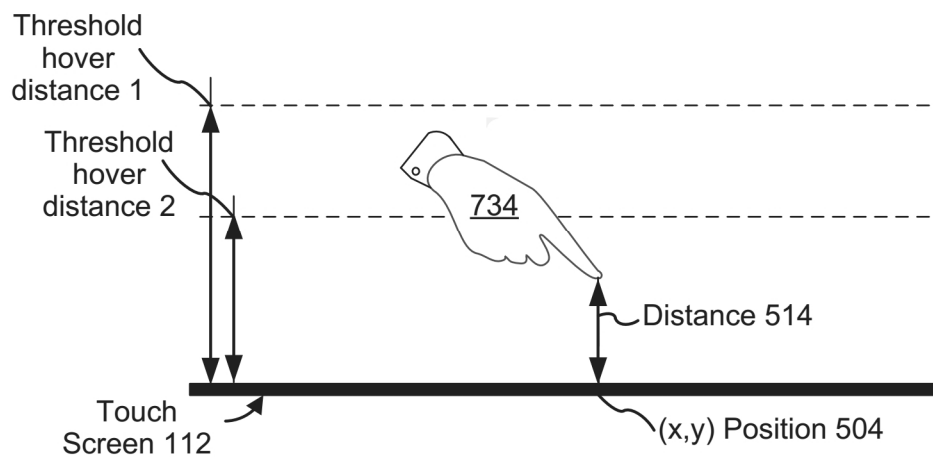 Threshold
hover
distance 1
Threshold
hover
distance 2
734
Distance 514
Touch
Screen 112
(x,y) Position 504